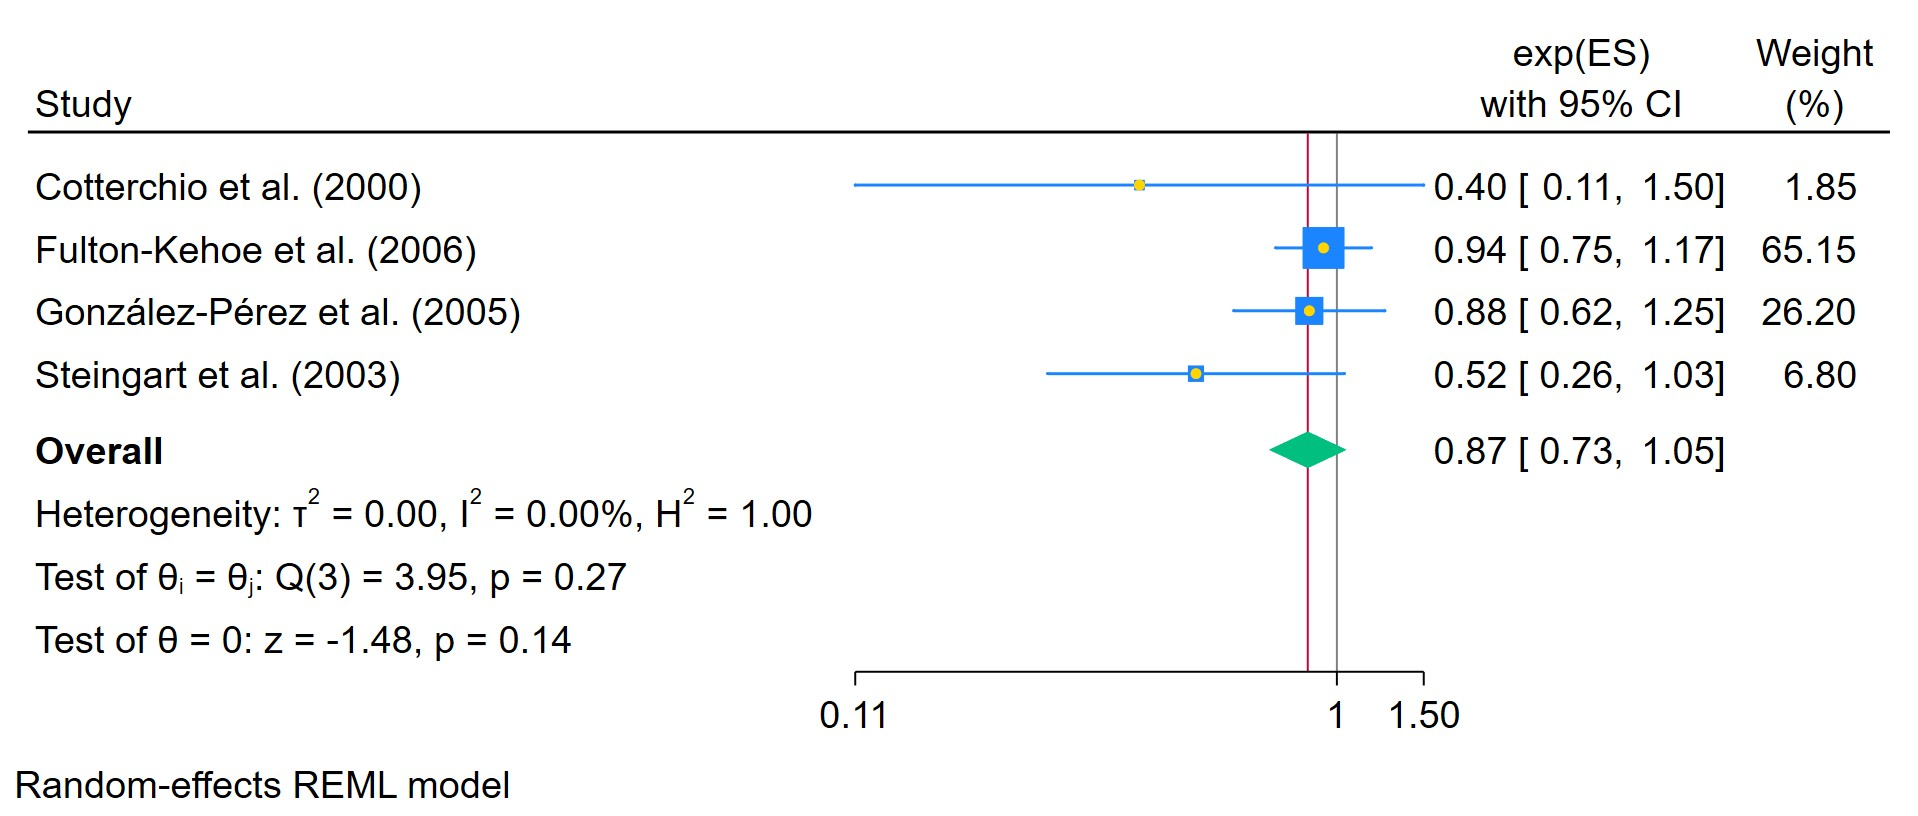 exp(ES) Weight
Study with 95% CI (%)
Cotterchio et al. (2000) 0.40 [ 0.11, 1.50] 1.85
Fulton-Kehoe et al. (2006) 0.94 [ 0.75, 1.17] 65.15
González-Pérez et al. (2005) 0.88 [ 0.62, 1.25] 26.20
Steingart et al. (2003) 0.52 [ 0.26, 1.03] 6.80
Overall 0.87 [ 0.73, 1.05]
Heterogeneity: τ² = 0.00, I² = 0.00%, H² = 1.00
Test of θᵢ = θⱼ: Q(3) = 3.95, p = 0.27
Test of θ = 0: z = -1.48, p = 0.14
0.11 1 1.50
Random-effects REML model